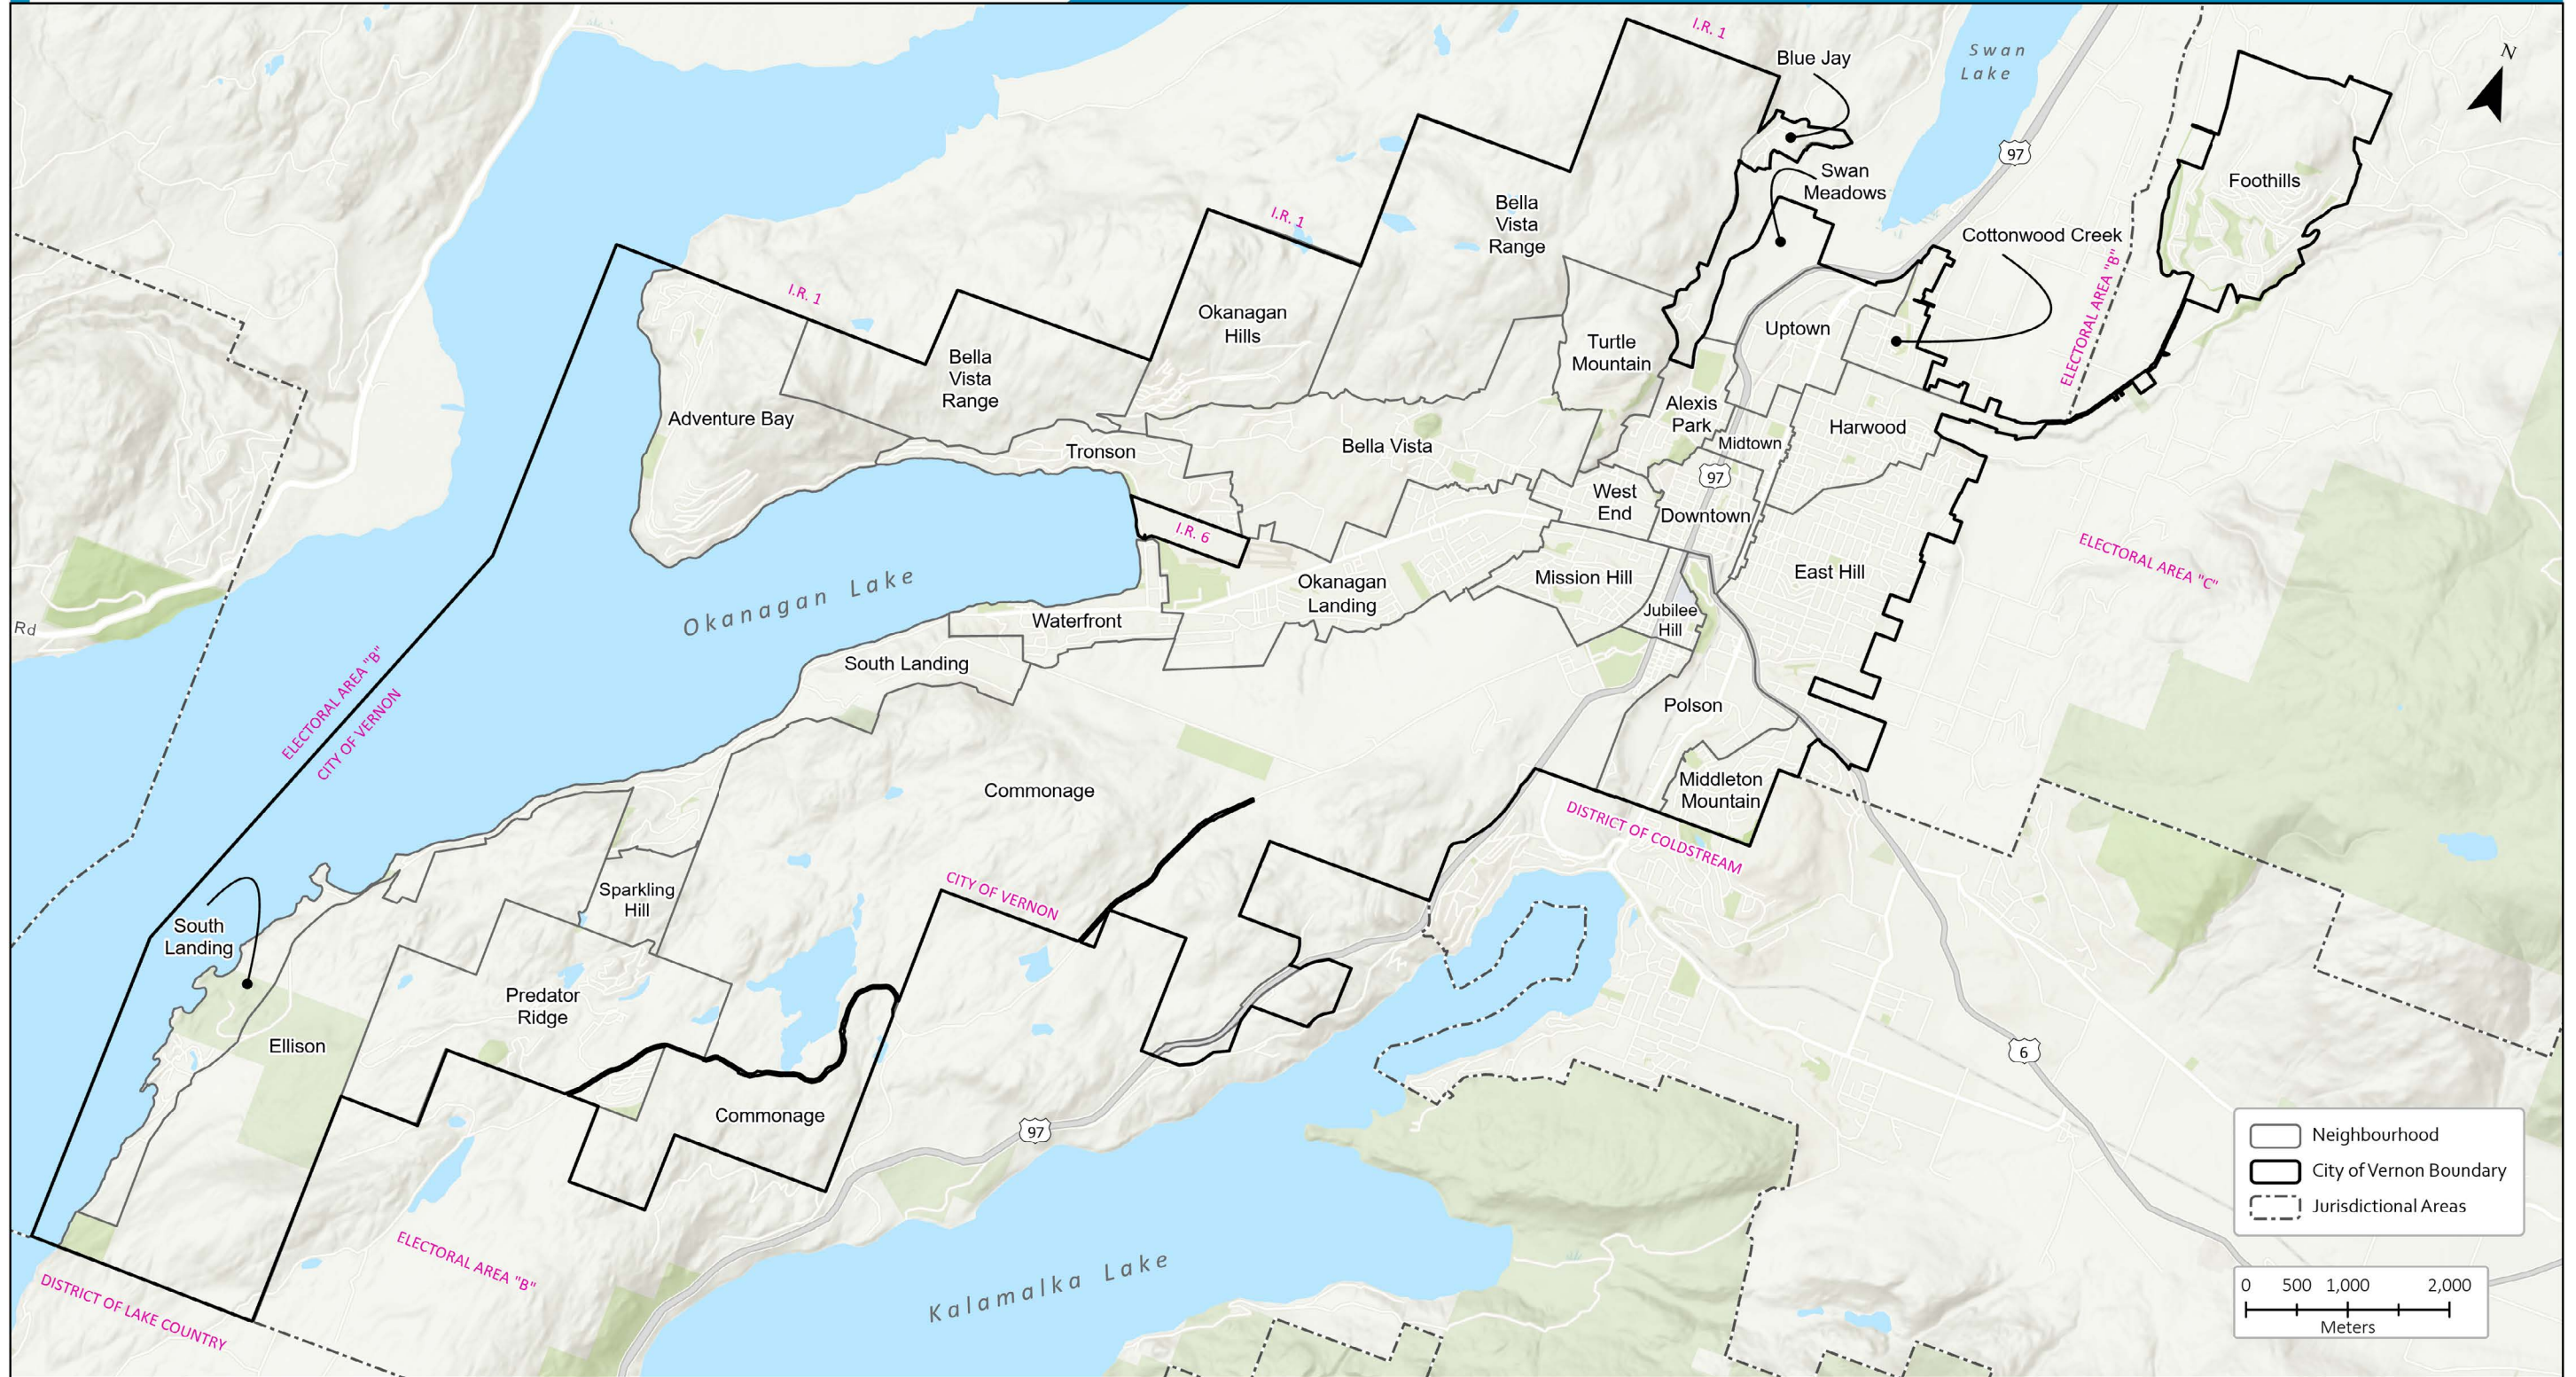 I.R. 1
Blue Jay
Swan
Lake
N
97
Swan
Meadows
Foothills
Bella
Vista
Range
I.R. 1
Cottonwood Creek
ELECTORAL AREA "B"
I.R. 1
Okanagan
Hills
Uptown
Turtle
Mountain
Bella
Vista
Range
Adventure Bay
Alexis
Park
Harwood
Midtown
Tronson
Bella Vista
97
West
End
Downtown
I.R. 6
ELECTORAL AREA "C"
Okanagan Lake
Okanagan
Landing
Mission Hill
East Hill
Jubilee
Hill
Rd
Waterfront
South Landing
ELECTORAL AREA "B"
CITY OF VERNON
Polson
Commonage
Middleton
Mountain
DISTRICT OF COLDSTREAM
CITY OF VERNON
Sparkling
Hill
South
Landing
Predator
Ridge
Ellison
6
Commonage
97
ELECTORAL AREA "B"
DISTRICT OF LAKE COUNTRY
Kalamalka Lake
Neighbourhood
City of Vernon Boundary
Jurisdictional Areas
0 500 1,000 2,000
Meters